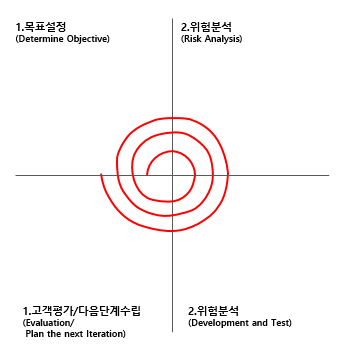 1.목표설정
(Determine Objective)
2.위험분석
(Risk Analysis)
1.고객평가/다음단계수립
(Evaluation/
Plan the next Iteration)
2.위험분석
(Development and Test)